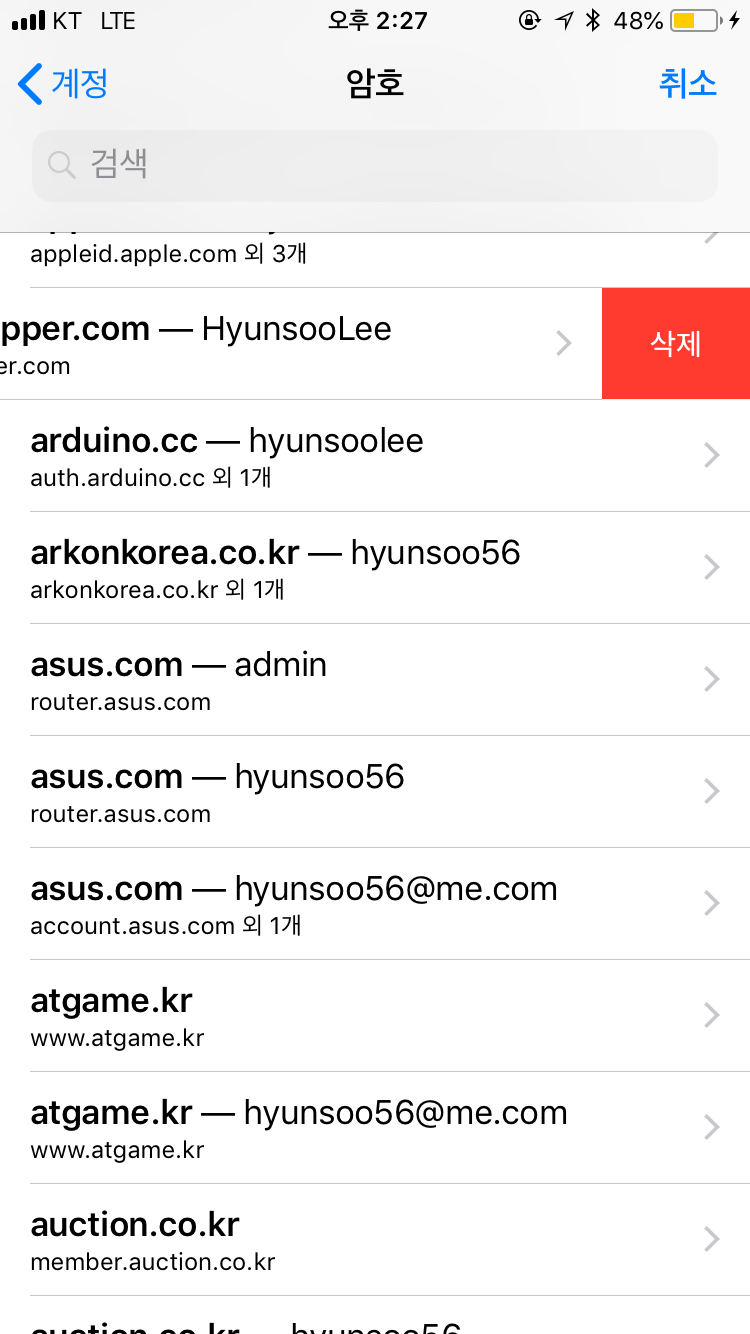 KT LTE 오후 2:27 48%
계정 암호 취소
검색
appleid.apple.com 외 3개
pper.com — HyunsooLee
er.com
삭제
arduino.cc — hyunsoolee
auth.arduino.cc 외 1개
arkonkorea.co.kr — hyunsoo56
arkonkorea.co.kr 외 1개
asus.com — admin
router.asus.com
asus.com — hyunsoo56
router.asus.com
asus.com — hyunsoo56@me.com
account.asus.com 외 1개
atgame.kr
www.atgame.kr
atgame.kr — hyunsoo56@me.com
www.atgame.kr
auction.co.kr
member.auction.co.kr
auction.co.kr — hyunsoo56